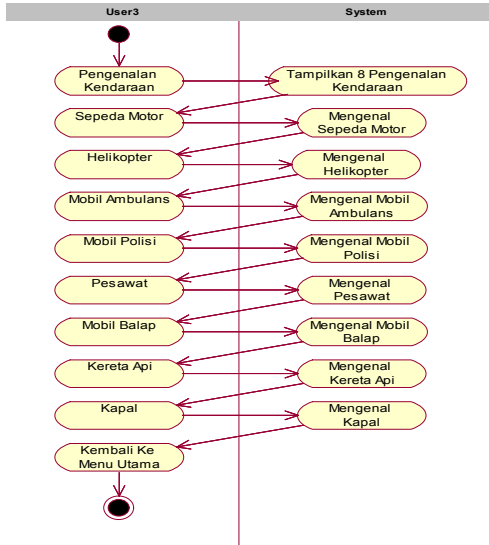 User3
System
Pengenalan
Kendaraan
Tampilkan 8 Pengenalan
Kendaraan
Sepeda Motor
Mengenal
Sepeda Motor
Helikopter
Mengenal
Helikopter
Mobil Ambulans
Mengenal Mobil
Ambulans
Mobil Polisi
Mengenal Mobil
Polisi
Pesawat
Mengenal
Pesawat
Mobil Balap
Mengenal Mobil
Balap
Kereta Api
Mengenal
Kereta Api
Kapal
Mengenal
Kapal
Kembali Ke
Menu Utama